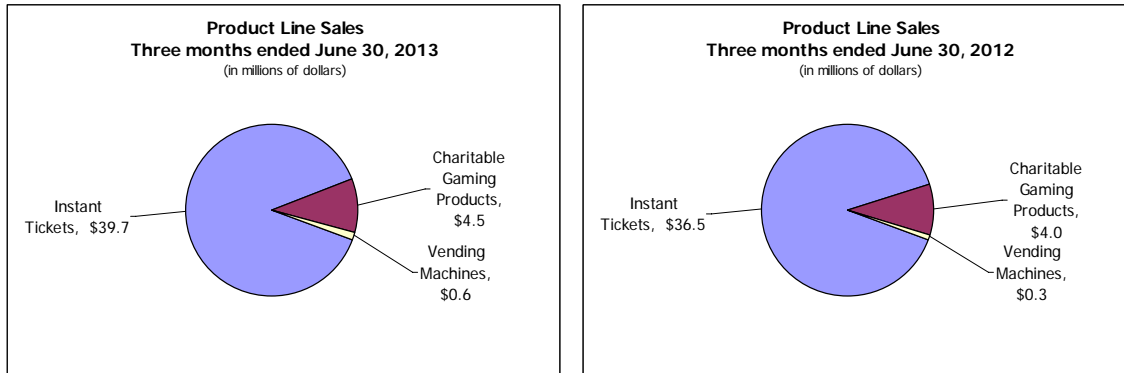 Product Line Sales
Three months ended June 30, 2013
(in millions of dollars)
Charitable
Gaming
Products,
$4.5
Instant
Tickets, $39.7
Vending
Machines,
$0.6
Product Line Sales
Three months ended June 30, 2012
(in millions of dollars)
Charitable
Gaming
Products,
$4.0
Instant
Tickets, $36.5
Vending
Machines,
$0.3